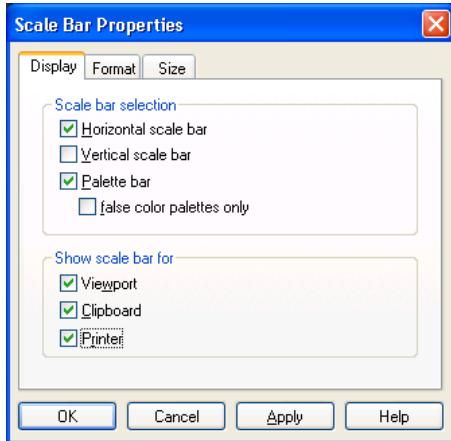 Scale Bar Properties
Display Format Size
Scale bar selection
Horizontal scale bar
Vertical scale bar
Palette bar
false color palettes only
Show scale bar for
Viewport
Clipboard
Printer
OK Cancel Apply Help